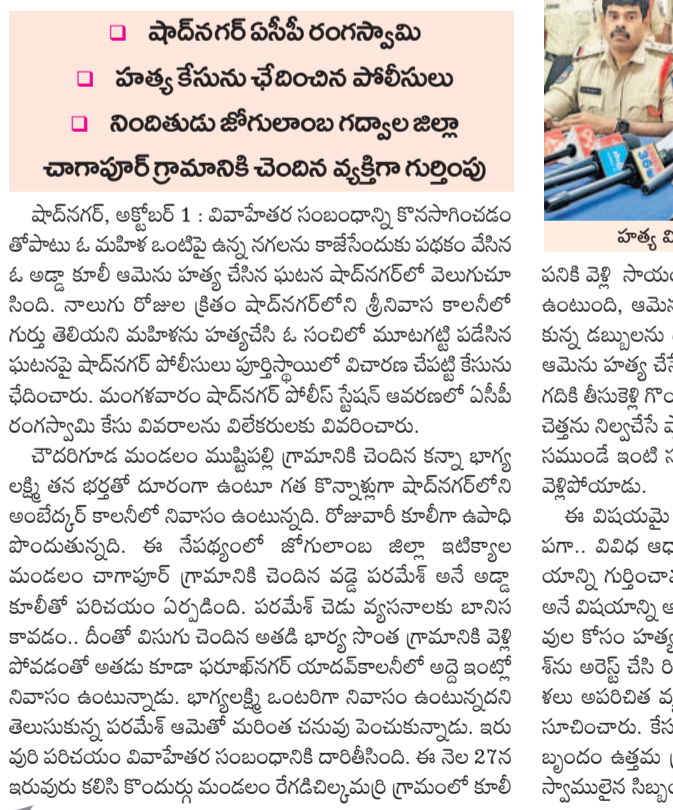 షాద్‌నగర్ ఏసీపీ రంగస్వామి
హత్య కేసును ఛేదించిన పోలీసులు
నిందితుడు జోగులాంబ గద్వాల జిల్లా
చాగాపూర్ గ్రామానికి చెందిన వ్యక్తిగా గుర్తింపు
షాద్‌నగర్, అక్టోబర్ 1 : వివాహేతర సంబంధాన్ని కొనసాగించడం
తోపాటు ఓ మహిళ ఒంటిపై ఉన్న నగలను కాజేసేందుకు పథకం వేసిన
ఓ అడ్డా కూలీ ఆమెను హత్య చేసిన ఘటన షాద్‌నగర్‌లో వెలుగుచూ
సింది. నాలుగు రోజుల క్రితం షాద్‌నగర్‌లోని శ్రీనివాస కాలనీలో
గుర్తు తెలియని మహిళను హత్యచేసి ఓ సంచిలో మూటగట్టి పడేసిన
ఘటనపై షాద్‌నగర్ పోలీసులు పూర్తిస్థాయిలో విచారణ చేపట్టి కేసును
ఛేదించారు. మంగళవారం షాద్‌నగర్ పోలీస్ స్టేషన్ ఆవరణలో ఏసీపీ
రంగస్వామి కేసు వివరాలను విలేకరులకు వివరించారు.
చౌదరిగూడ మండలం ముష్టిపల్లి గ్రామానికి చెందిన కన్నా భాగ్య
లక్ష్మి తన భర్తతో దూరంగా ఉంటూ గత కొన్నాళ్లుగా షాద్‌నగర్‌లోని
అంబేద్కర్ కాలనీలో నివాసం ఉంటున్నది. రోజువారీ కూలీగా ఉపాధి
పొందుతున్నది. ఈ నేపథ్యంలో జోగులాంబ జిల్లా ఇటిక్యాల
మండలం చాగాపూర్ గ్రామానికి చెందిన వడ్డె పరమేశ్ అనే అడ్డా
కూలీతో పరిచయం ఏర్పడింది. పరమేశ్ చెడు వ్యసనాలకు బానిస
కావడం.. దీంతో విసుగు చెందిన అతడి భార్య సొంత గ్రామానికి వెళ్లి
పోవడంతో అతడు కూడా ఫరూఖ్‌నగర్ యాదవ్‌కాలనీలో అద్దె ఇంట్లో
నివాసం ఉంటున్నాడు. భాగ్యలక్ష్మి ఒంటరిగా నివాసం ఉంటున్నదని
తెలుసుకున్న పరమేశ్ ఆమెతో మరింత చనువు పెంచుకున్నాడు. ఇరు
వురి పరిచయం వివాహేతర సంబంధానికి దారితీసింది. ఈ నెల 27న
ఇరువురు కలిసి కొందుర్గు మండలం రేగడిచిల్కమర్రి గ్రామంలో కూలీ
36
హత్య వి
పనికి వెళ్లి సాయం
ఉంటుంది, ఆమె
కున్న డబ్బులను
ఆమెను హత్య చేసే
గదికి తీసుకెళ్లి గొం
చెత్తను నిల్వచేసే
సముండే ఇంటి
వెళ్లిపోయాడు.
ఈ విషయమై
పగా.. వివిధ ఆధ
యాన్ని గుర్తించా
అనే విషయాన్ని
వుల కోసం హత్య
శ్‌ను అరెస్ట్ చేసి రి
ళలు అపరిచిత వ్య
సూచించారు. కేసు
బృందం ఉత్తమ
స్వాములైన సిబ్బం